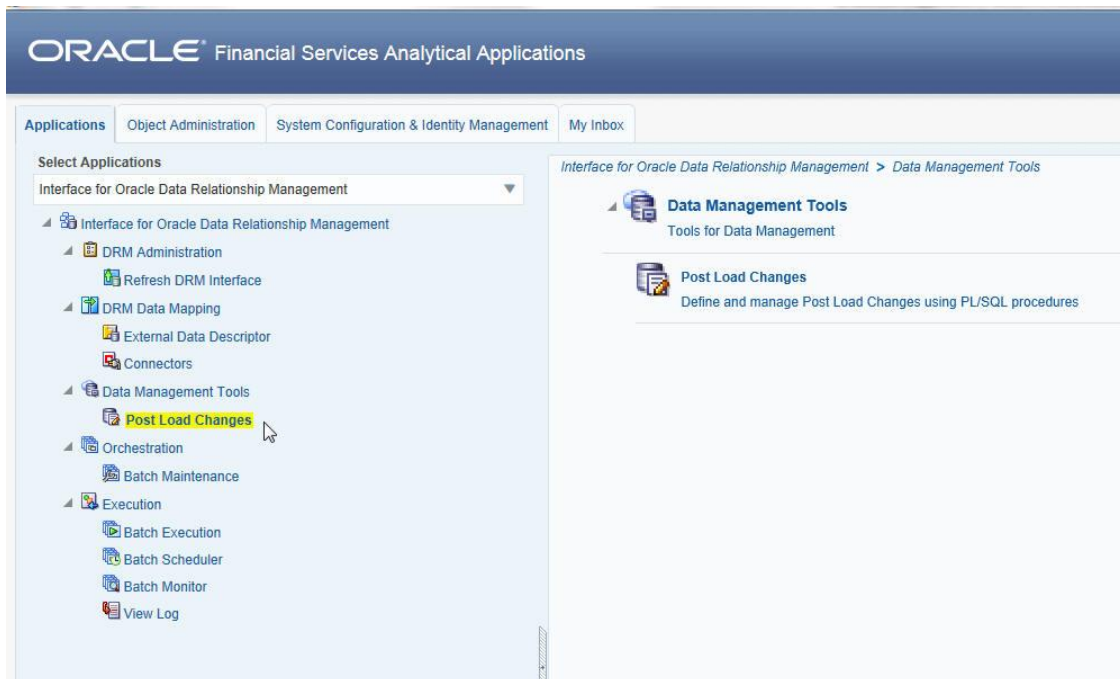 ORACLE® Financial Services Analytical Applications
Applications Object Administration System Configuration & Identity Management My Inbox
Select Applications
Interface for Oracle Data Relationship Management
Interface for Oracle Data Relationship Management
DRM Administration
Refresh DRM Interface
DRM Data Mapping
External Data Descriptor
Connectors
Data Management Tools
Post Load Changes
Orchestration
Batch Maintenance
Execution
Batch Execution
Batch Scheduler
Batch Monitor
View Log
Interface for Oracle Data Relationship Management > Data Management Tools
Data Management Tools
Tools for Data Management
Post Load Changes
Define and manage Post Load Changes using PL/SQL procedures